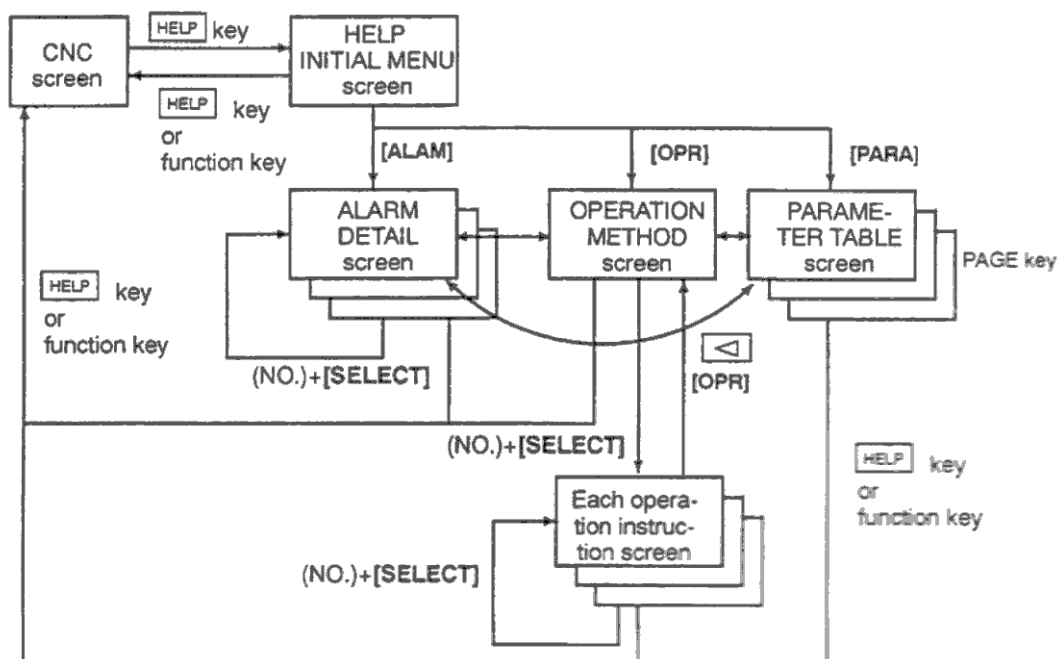 HELP key
CNC
screen
HELP
INITIAL MENU
screen
HELP key
or
function key
[ALAM]
[OPR]
[PARA]
ALARM
DETAIL
screen
OPERATION
METHOD
screen
PARAME-
TER TABLE
screen
PAGE key
HELP key
or
function key
(NO.)+[SELECT]
[OPR]
(NO.)+[SELECT]
HELP key
or
function key
Each opera-
tion instruc-
tion screen
(NO.)+[SELECT]